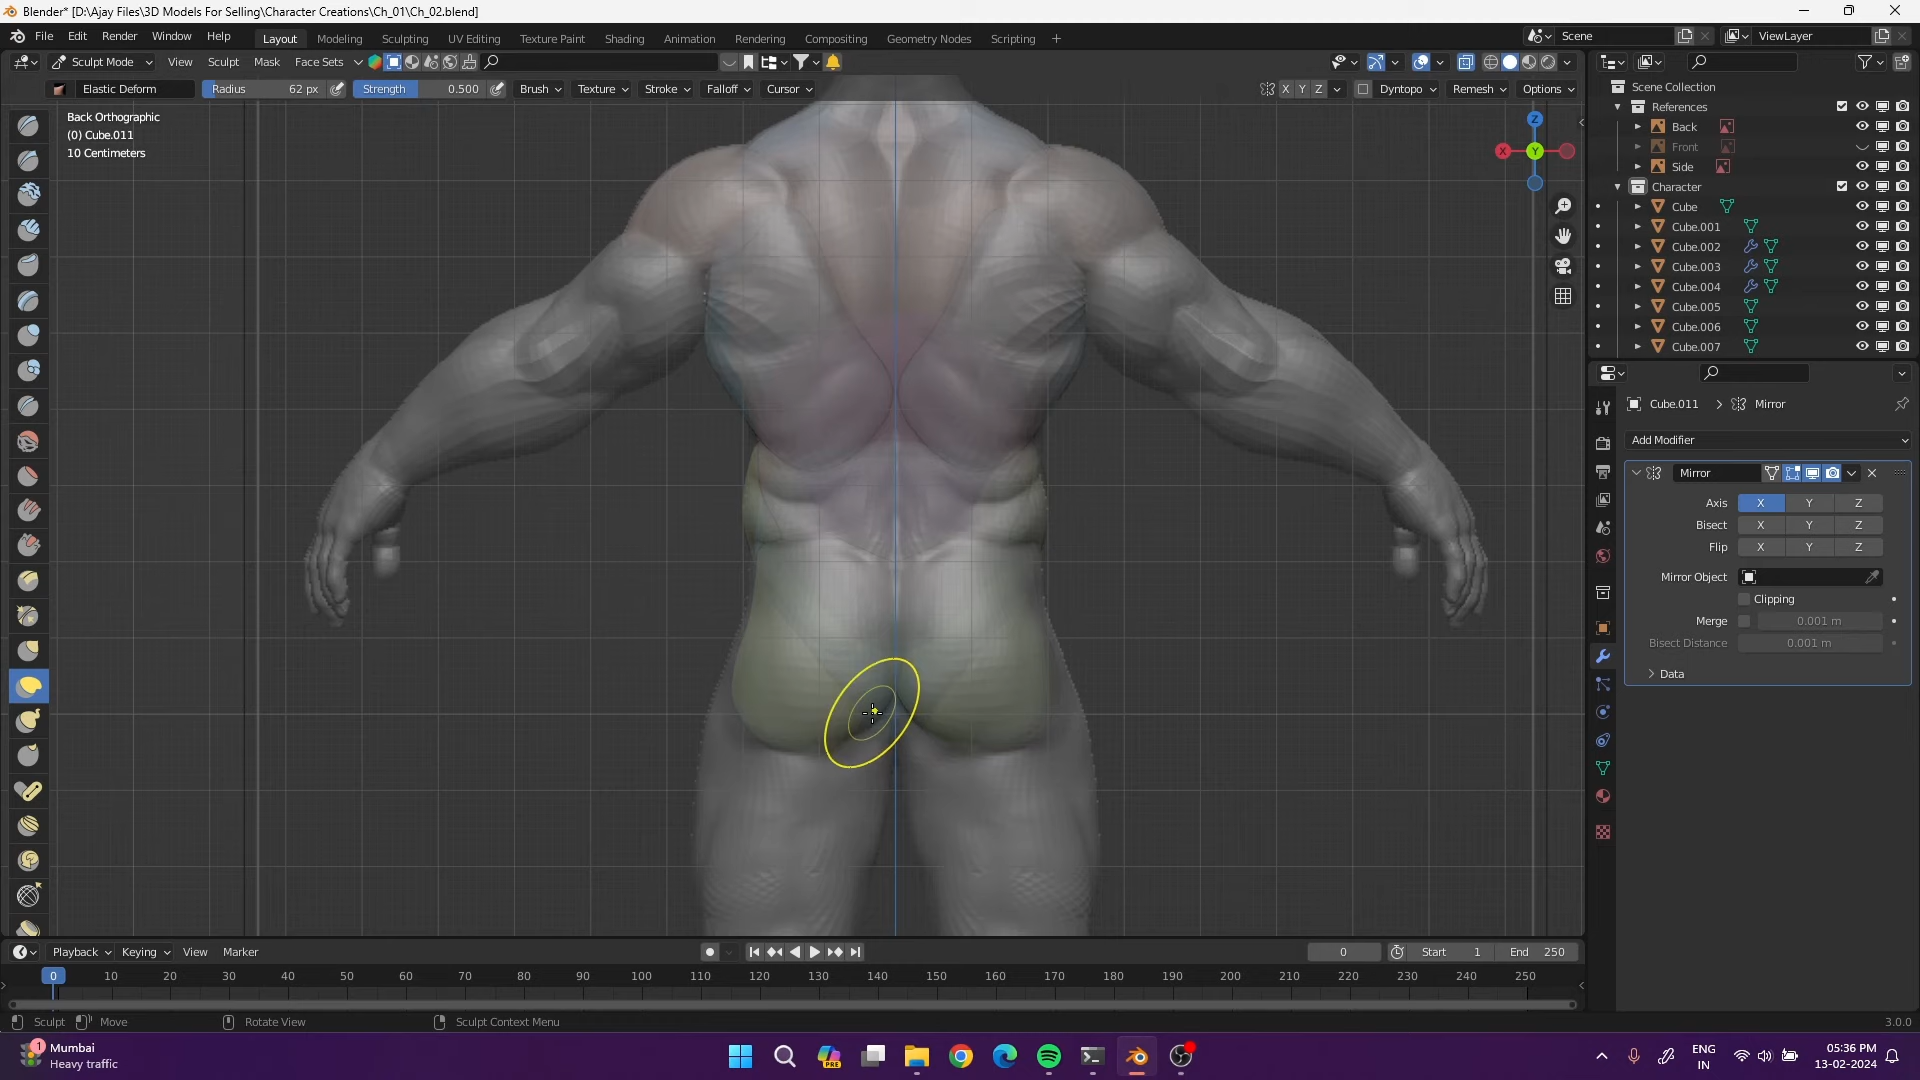 Blender* [D:\Ajay Files\3D Models For Selling\Character Creations\Ch_01\Ch_02.blend]
File Edit Render Window Help Layout Modeling Sculpting UV Editing Texture Paint Shading Animation Rendering Compositing Geometry Nodes Scripting + Scene ViewLayer
Sculpt Mode View Sculpt Mask Face Sets
Elastic Deform Radius 62 px Strength 0.500 Brush Texture Stroke Falloff Cursor X Y Z Dyntopo Remesh Options
Back Orthographic
(0) Cube.011
10 Centimeters
Z
X
Y
Scene Collection
References
Back
Front
Side
Character
Cube
Cube.001
Cube.002
Cube.003
Cube.004
Cube.005
Cube.006
Cube.007
Cube.011 > Mirror
Add Modifier
Mirror
Axis X Y Z
Bisect X Y Z
Flip X Y Z
Mirror Object
Clipping
Merge 0.001 m
Bisect Distance 0.001 m
Data
Playback Keying View Marker 0 Start 1 End 250
0 10 20 30 40 50 60 70 80 90 100 110 120 130 140 150 160 170 180 190 200 210 220 230 240 250
Sculpt Move Rotate View Sculpt Context Menu 3.0.0
1 Mumbai
Heavy traffic
PRE
ENG
IN
05:36 PM
13-02-2024